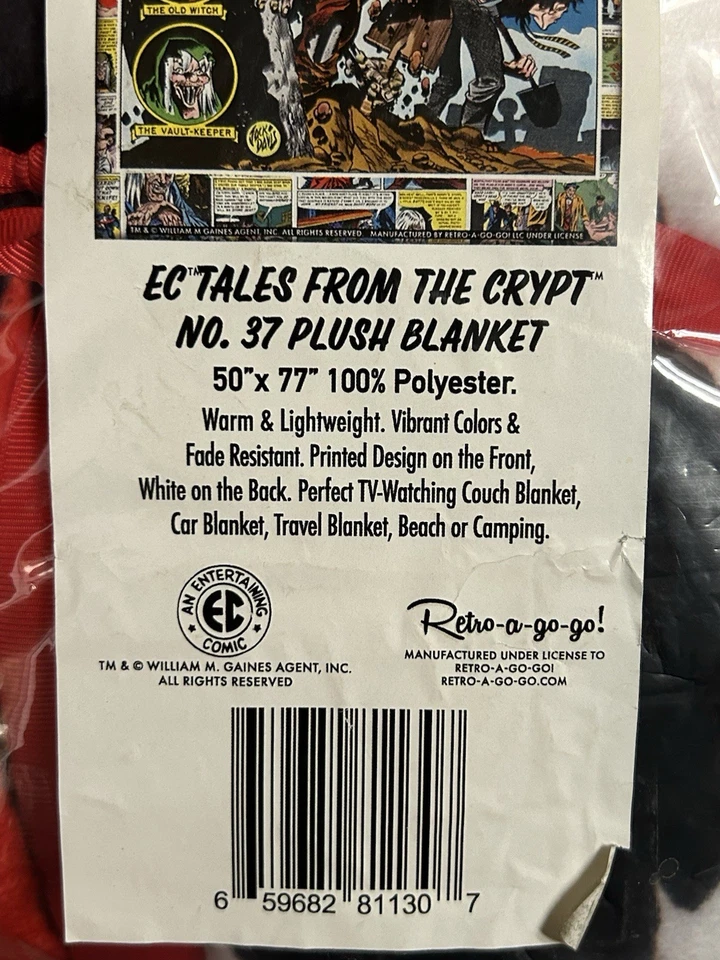 THE OLD WITCH
THE VAULT-KEEPER
JACK DAVIS
TM & © WILLIAM M GAINES AGENT, INC. ALL RIGHTS RESERVED MANUFACTURED BY RETRO-A-GO-GO! LLC UNDER LICENSE
EC™ TALES FROM THE CRYPT™
NO. 37 PLUSH BLANKET
50"x 77" 100% Polyester.
Warm & Lightweight. Vibrant Colors &
Fade Resistant. Printed Design on the Front,
White on the Back. Perfect TV-Watching Couch Blanket,
Car Blanket, Travel Blanket, Beach or Camping.
AN ENTERTAINING
EC
COMIC
TM & © WILLIAM M. GAINES AGENT, INC.
ALL RIGHTS RESERVED
Retro-a-go-go!
MANUFACTURED UNDER LICENSE TO
RETRO-A-GO-GO!
RETRO-A-GO-GO.COM
6 59682 81130 7